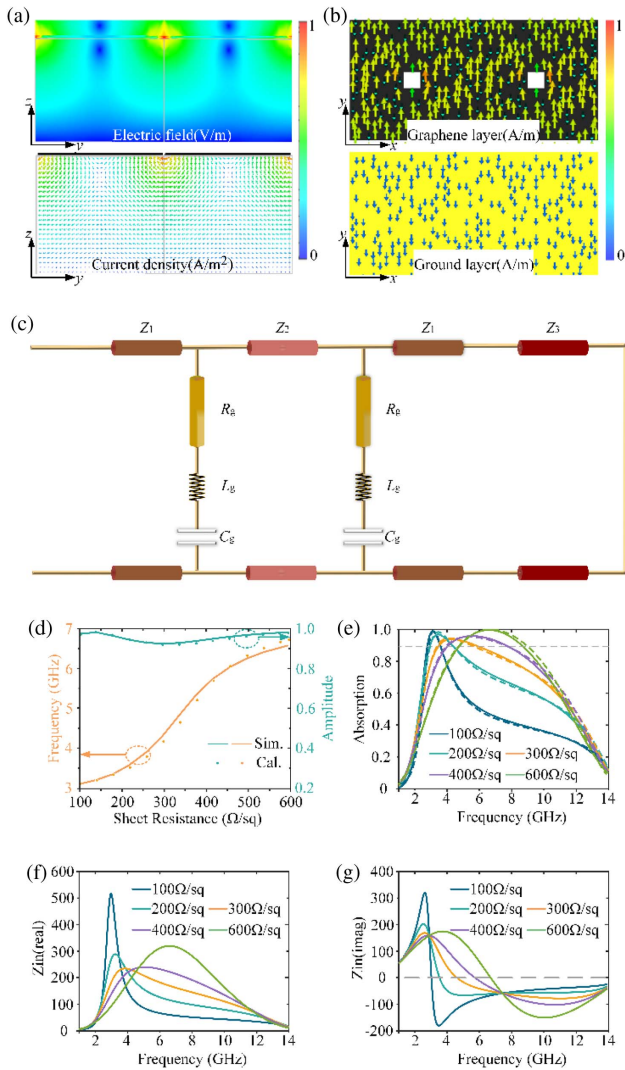 (a)
1
z
y
Electric field(V/m)
z
y
Current density(A/m²)
0
(b)
1
y
x
Graphene layer(A/m)
y
x
Ground layer(A/m)
0
(c)
Z1 Z2 Z1 Z3
Rg Rg
Lg Lg
Cg Cg
(d)
7 6 5 4 3
Frequency (GHz)
1.0 0.8 0.6 0.4 0.2
Amplitude
Sim.
Cal.
100 200 300 400 500 600
Sheet Resistance (Ω/sq)
(e)
1.0 0.8 0.6 0.4 0.2 0
Absorption
100Ω/sq
200Ω/sq 300Ω/sq
400Ω/sq 600Ω/sq
2 4 6 8 10 12 14
Frequency (GHz)
(f)
600 500 400 300 200 100 0
Zin(real)
100Ω/sq
200Ω/sq 300Ω/sq
400Ω/sq 600Ω/sq
2 4 6 8 10 12 14
Frequency (GHz)
(g)
400 300 200 100 0 -100 -200
Zin(imag)
100Ω/sq
200Ω/sq 300Ω/sq
400Ω/sq 600Ω/sq
2 4 6 8 10 12 14
Frequency (GHz)